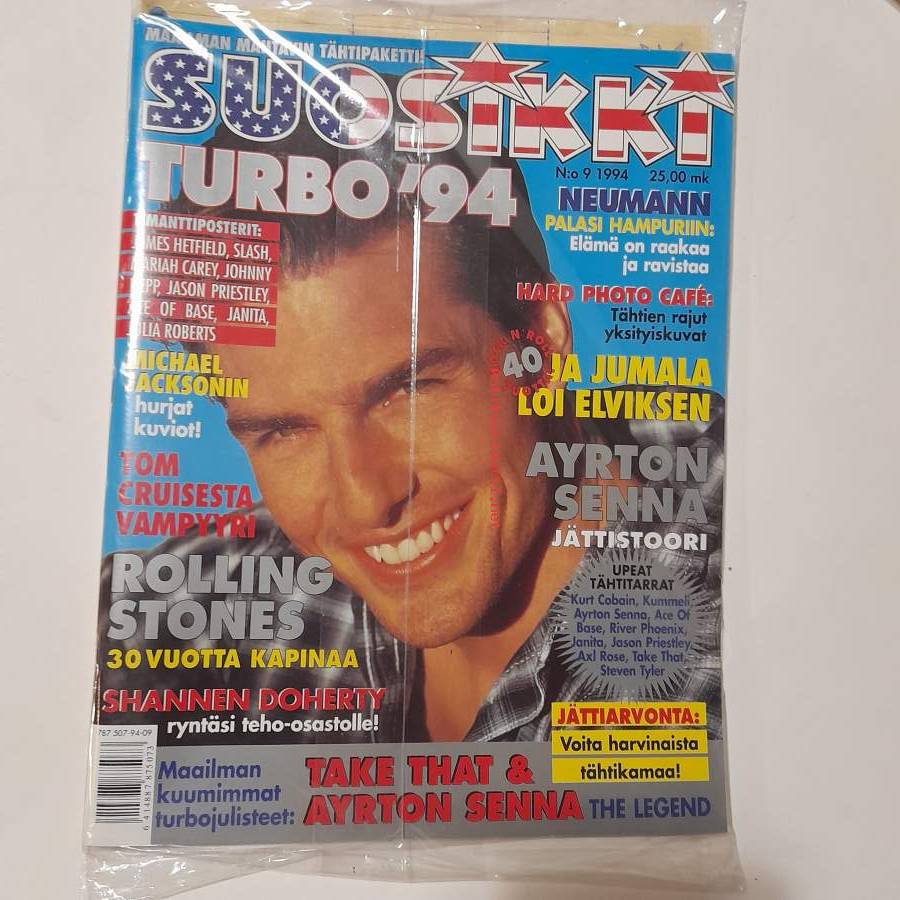 MAAILMAN MAHTAVIN TÄHTIPAKETTI!
SUOSIKKI
TURBO '94
N:o 9 1994 25,00 mk
MANTTIPOSTERIT:
JAMES HETFIELD, SLASH,
MARIAH CAREY, JOHNNY
DEPP, JASON PRIESTLEY,
ACE OF BASE, JANITA,
JULIA ROBERTS
MICHAEL
JACKSONIN
hurjat
kuviot!
TOM
CRUISESTA
VAMPYYRI
ROLLING
STONES
30 VUOTTA KAPINAA
SHANNEN DOHERTY
ryntäsi teho-osastolle!
NEUMANN
PALASI HAMPURIIN:
Elämä on raakaa
ja ravistaa
HARD PHOTO CAFÉ:
Tähtien rajut
yksityiskuvat
40
JA JUMALA
LOI ELVIKSEN
AYRTON
SENNA
JÄTTISTOORI
UPEAT
TÄHTITARRAT
Kurt Cobain, Kummeli,
Ayrton Senna, Ace Of
Base, River Phoenix,
Janita, Jason Priestley,
Axl Rose, Take That,
Steven Tyler
JÄTTIARVONTA:
Voita harvinaista
tähtikamaa!
787 507-94-09
6 414887 875073
Maailman
kuumimmat
turbojulisteet:
TAKE THAT &
AYRTON SENNA THE LEGEND